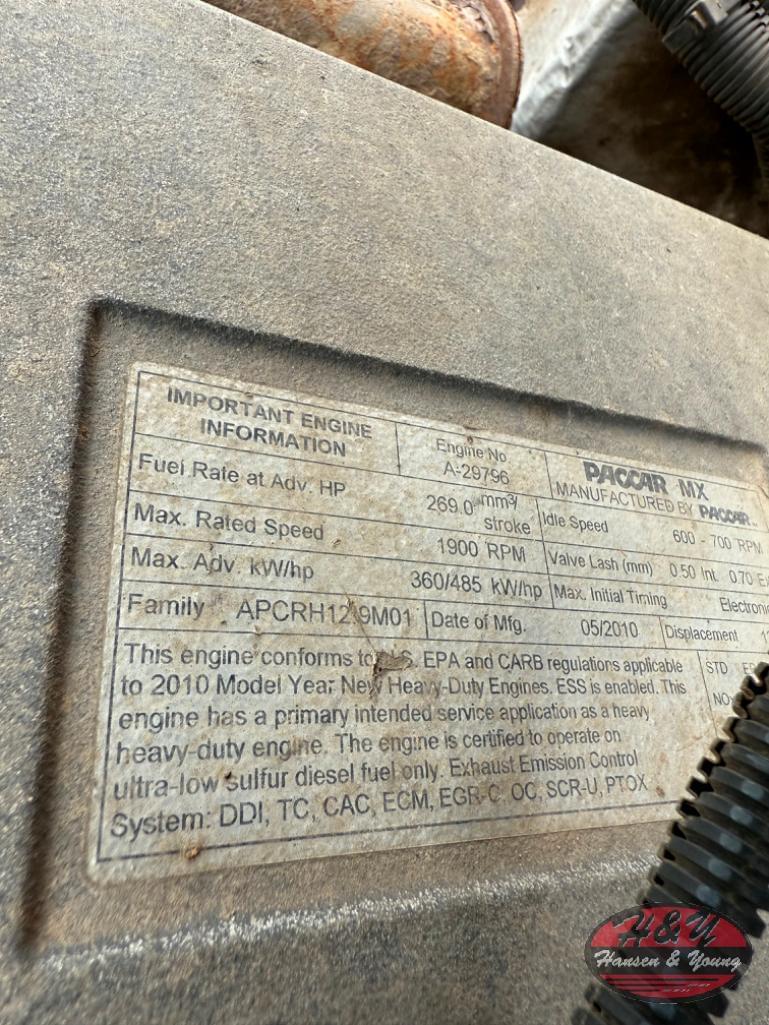 IMPORTANT ENGINE
INFORMATION
Engine No
A-29796
PACCAR MX
MANUFACTURED BY PACCAR
Fuel Rate at Adv. HP 269.0 mm³/
stroke
Idle Speed 600 - 700 RPM
Max. Rated Speed 1900 RPM
Valve Lash (mm) 0.50 Int. 0.70
Max. Adv. kW/hp 360/485 kW/hp
Max. Initial Timing Electronic
Family APCRH12.9M01
Date of Mfg. 05/2010
Displacement
This engine conforms to EPA and CARB regulations applicable
to 2010 Model Year New Heavy-Duty Engines. ESS is enabled. This
engine has a primary intended service application as a heavy
heavy-duty engine. The engine is certified to operate on
ultra-low sulfur diesel fuel only. Exhaust Emission Control
System: DDI, TC, CAC, ECM, EGR-C, OC, SCR-U, PTOX
STD
NO
H&Y
Hansen & Young